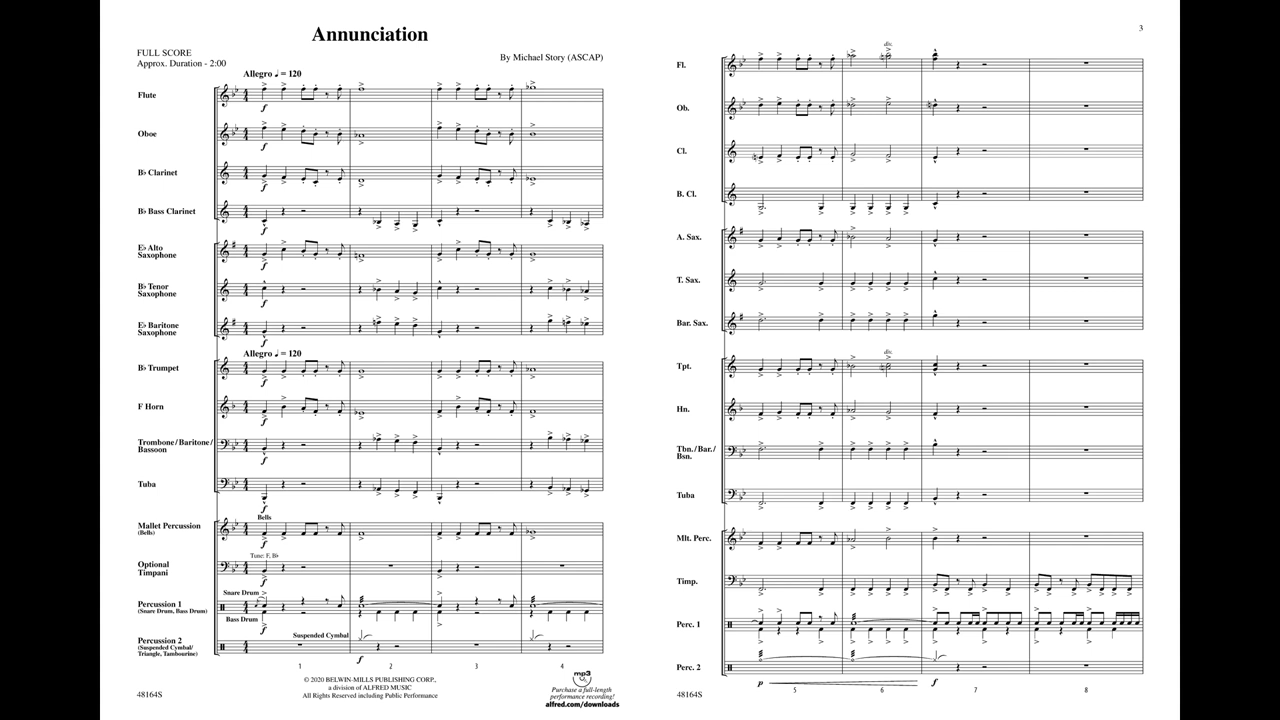 Annunciation
FULL SCORE
Approx. Duration - 2:00
By Michael Story (ASCAP)
Allegro ♩ = 120
Flute
f
Oboe
f
B♭ Clarinet
f
B♭ Bass Clarinet
f
E♭ Alto
Saxophone
f
B♭ Tenor
Saxophone
f
E♭ Baritone
Saxophone
f
Allegro ♩ = 120
B♭ Trumpet
f
F Horn
f
Trombone/Baritone/
Bassoon
f
Tuba
f
Bells
Mallet Percussion
(Bells)
f
Tune: F, B♭
Optional
Timpani
f
Snare Drum
Percussion 1
(Snare Drum, Bass Drum)
Bass Drum
f
Suspended Cymbal
Percussion 2
(Suspended Cymbal/
Triangle, Tambourine)
f
1 2 3 4
48164S
© 2020 BELWIN-MILLS PUBLISHING CORP.,
a division of ALFRED MUSIC
All Rights Reserved including Public Performance
mp3
Purchase a full-length
performance recording!
alfred.com/downloads
3
div.
Fl.
Ob.
Cl.
B. Cl.
A. Sax.
T. Sax.
Bar. Sax.
div.
Tpt.
Hn.
Tbn./Bar./
Bsn.
Tuba
Mlt. Perc.
Timp.
Perc. 1
Perc. 2
p f
5 6 7 8
48164S